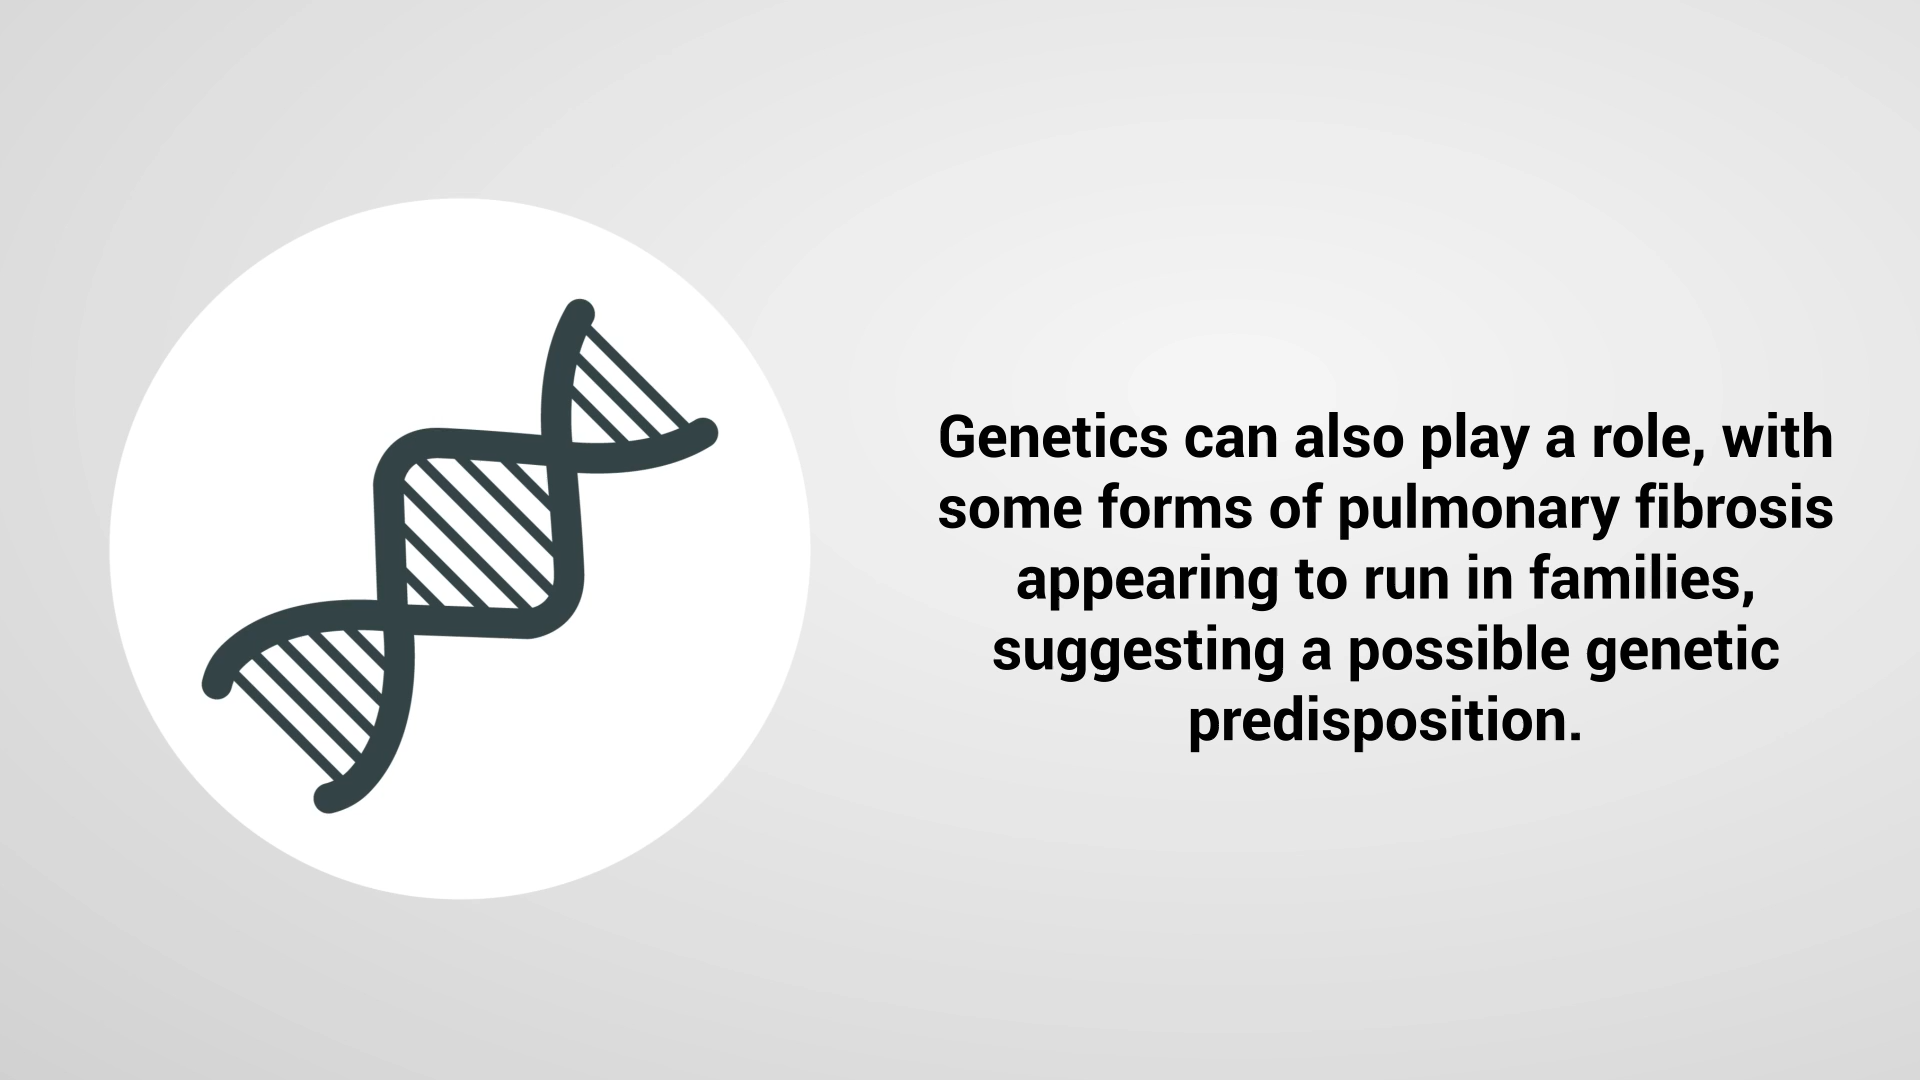 Genetics can also play a role, with
some forms of pulmonary fibrosis
appearing to run in families,
suggesting a possible genetic
predisposition.